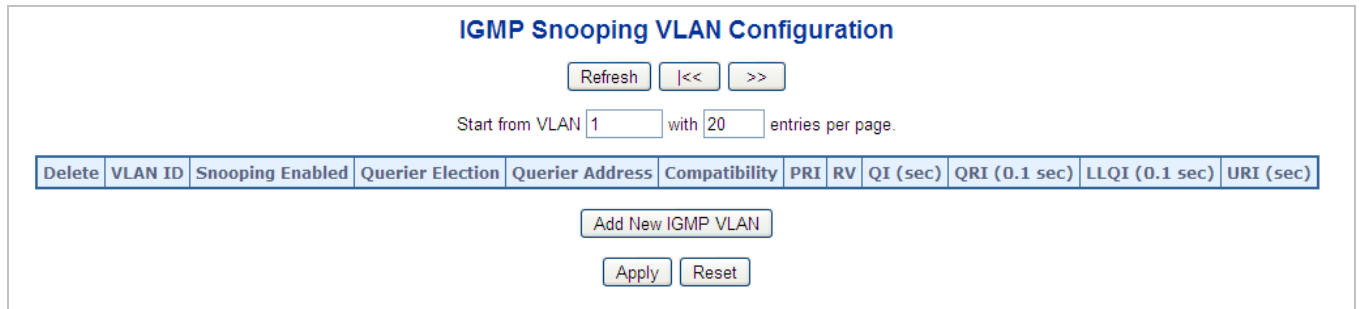 IGMP Snooping VLAN Configuration
Refresh |<< >>
Start from VLAN 1 with 20 entries per page.
Delete VLAN ID Snooping Enabled Querier Election Querier Address Compatibility PRI RV QI (sec) QRI (0.1 sec) LLQI (0.1 sec) URI (sec)
Add New IGMP VLAN
Apply Reset